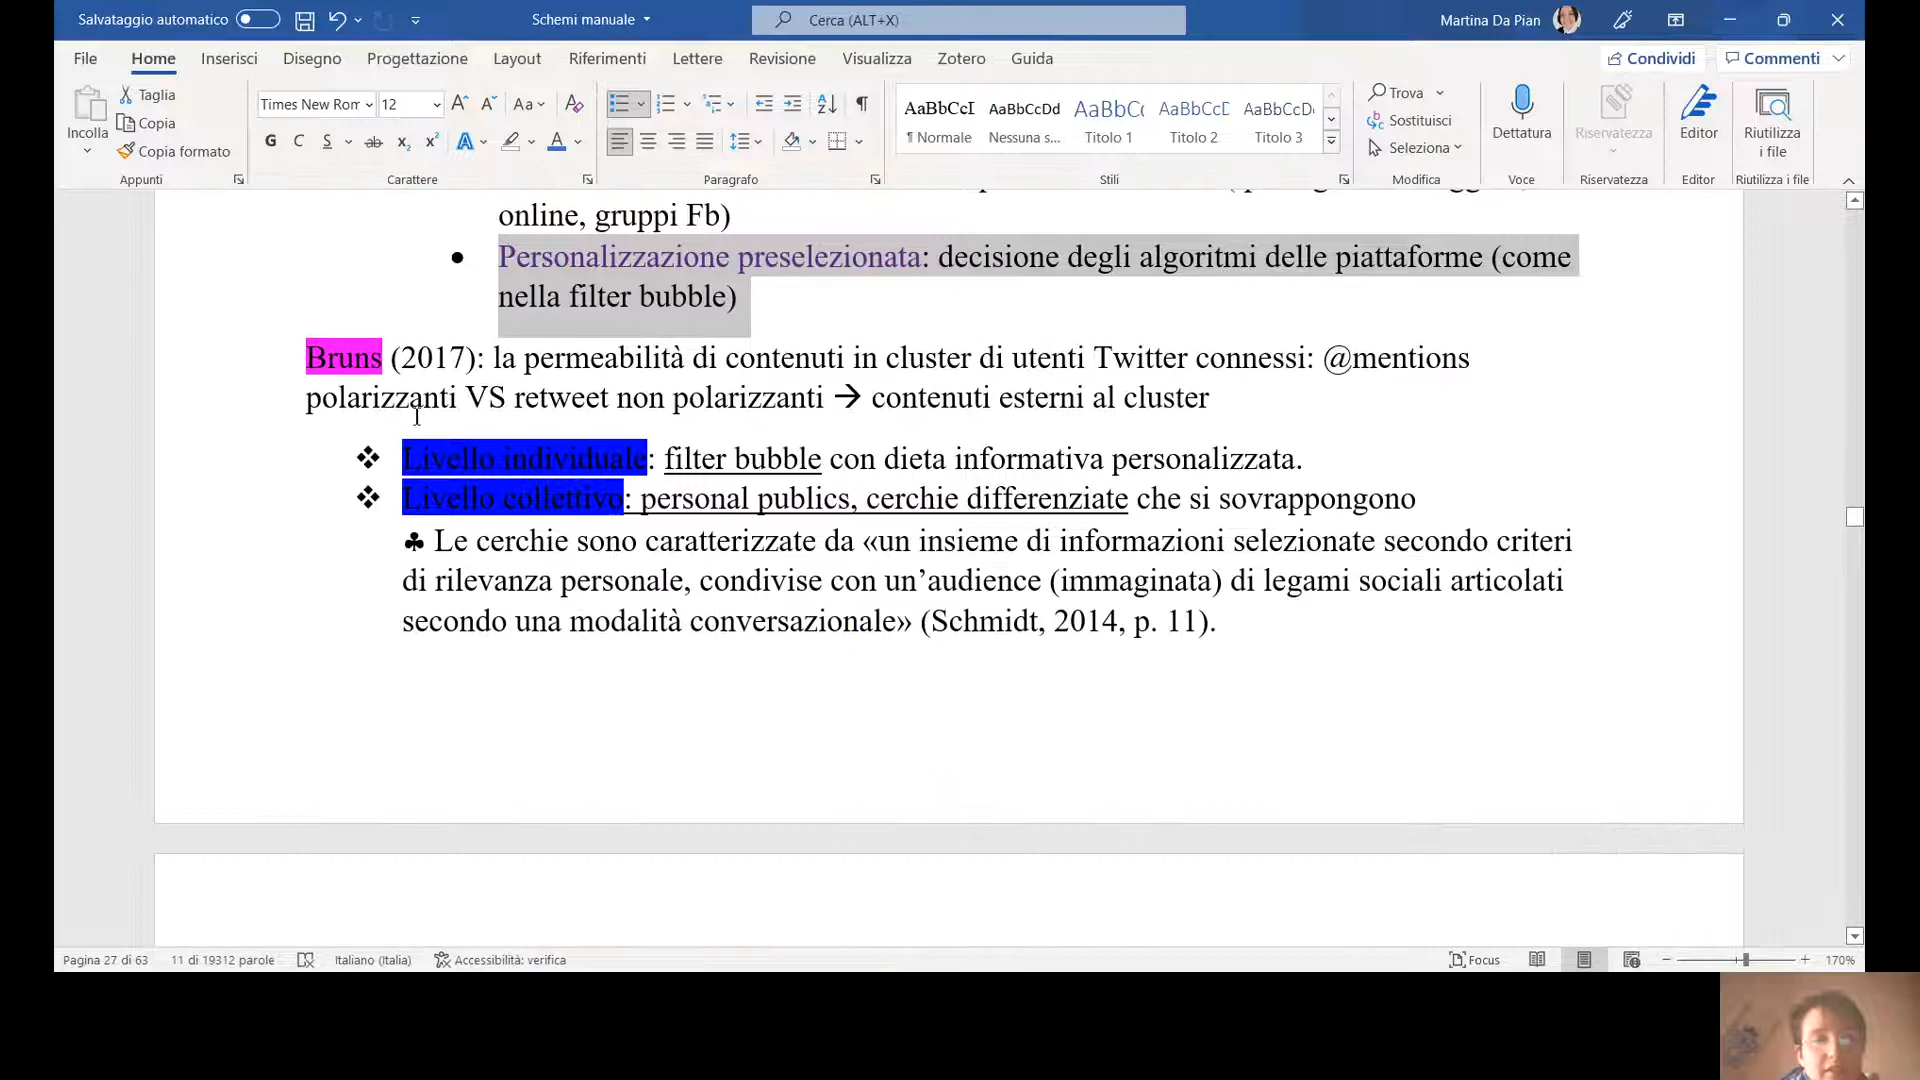 Salvataggio automatico
Schemi manuale
Cerca (ALT+X)
Martina Da Pian
File Home Inserisci Disegno Progettazione Layout Riferimenti Lettere Revisione Visualizza Zotero Guida
Condividi
Commenti
Incolla
Taglia
Copia
Copia formato
Appunti
Times New Rom
12
Aa
G C S ab x₂ x² A A
Carattere
Paragrafo
AaBbCcI AaBbCcDd AaBbC AaBbCcD AaBbCcD
¶ Normale Nessuna s... Titolo 1 Titolo 2 Titolo 3
Stili
Trova
Sostituisci
Seleziona
Modifica
Dettatura
Voce
Riservatezza
Riservatezza
Editor
Editor
Riutilizza
i file
Riutilizza i file
online, gruppi Fb)
• Personalizzazione preselezionata: decisione degli algoritmi delle piattaforme (come
nella filter bubble)
Bruns (2017): la permeabilità di contenuti in cluster di utenti Twitter connessi: @mentions
polarizzanti VS retweet non polarizzanti → contenuti esterni al cluster
❖ Livello individuale: filter bubble con dieta informativa personalizzata.
❖ Livello collettivo: personal publics, cerchie differenziate che si sovrappongono
♣ Le cerchie sono caratterizzate da «un insieme di informazioni selezionate secondo criteri
di rilevanza personale, condivise con un’audience (immaginata) di legami sociali articolati
secondo una modalità conversazionale» (Schmidt, 2014, p. 11).
Pagina 27 di 63
11 di 19312 parole
Italiano (Italia)
Accessibilità: verifica
Focus
170%